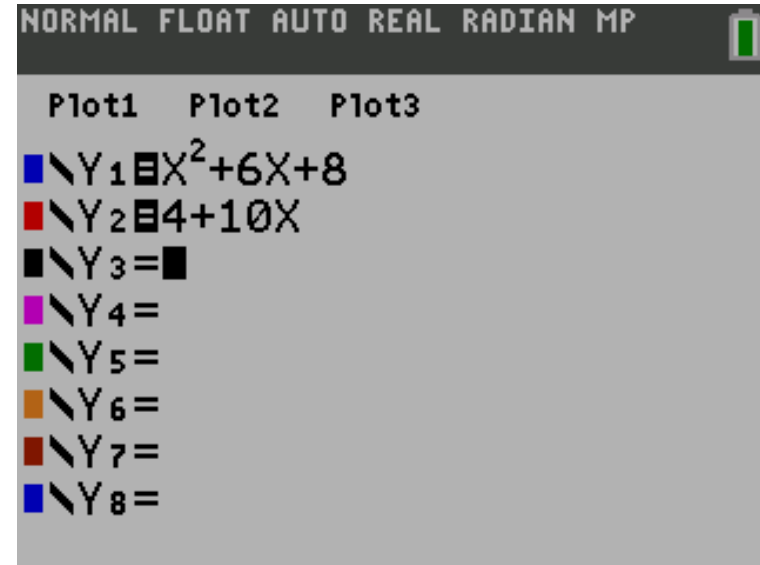 NORMAL FLOAT AUTO REAL RADIAN MP
Plot1 Plot2 Plot3
\Y₁=X²+6X+8
\Y₂=4+10X
\Y₃=
\Y₄=
\Y₅=
\Y₆=
\Y₇=
\Y₈=